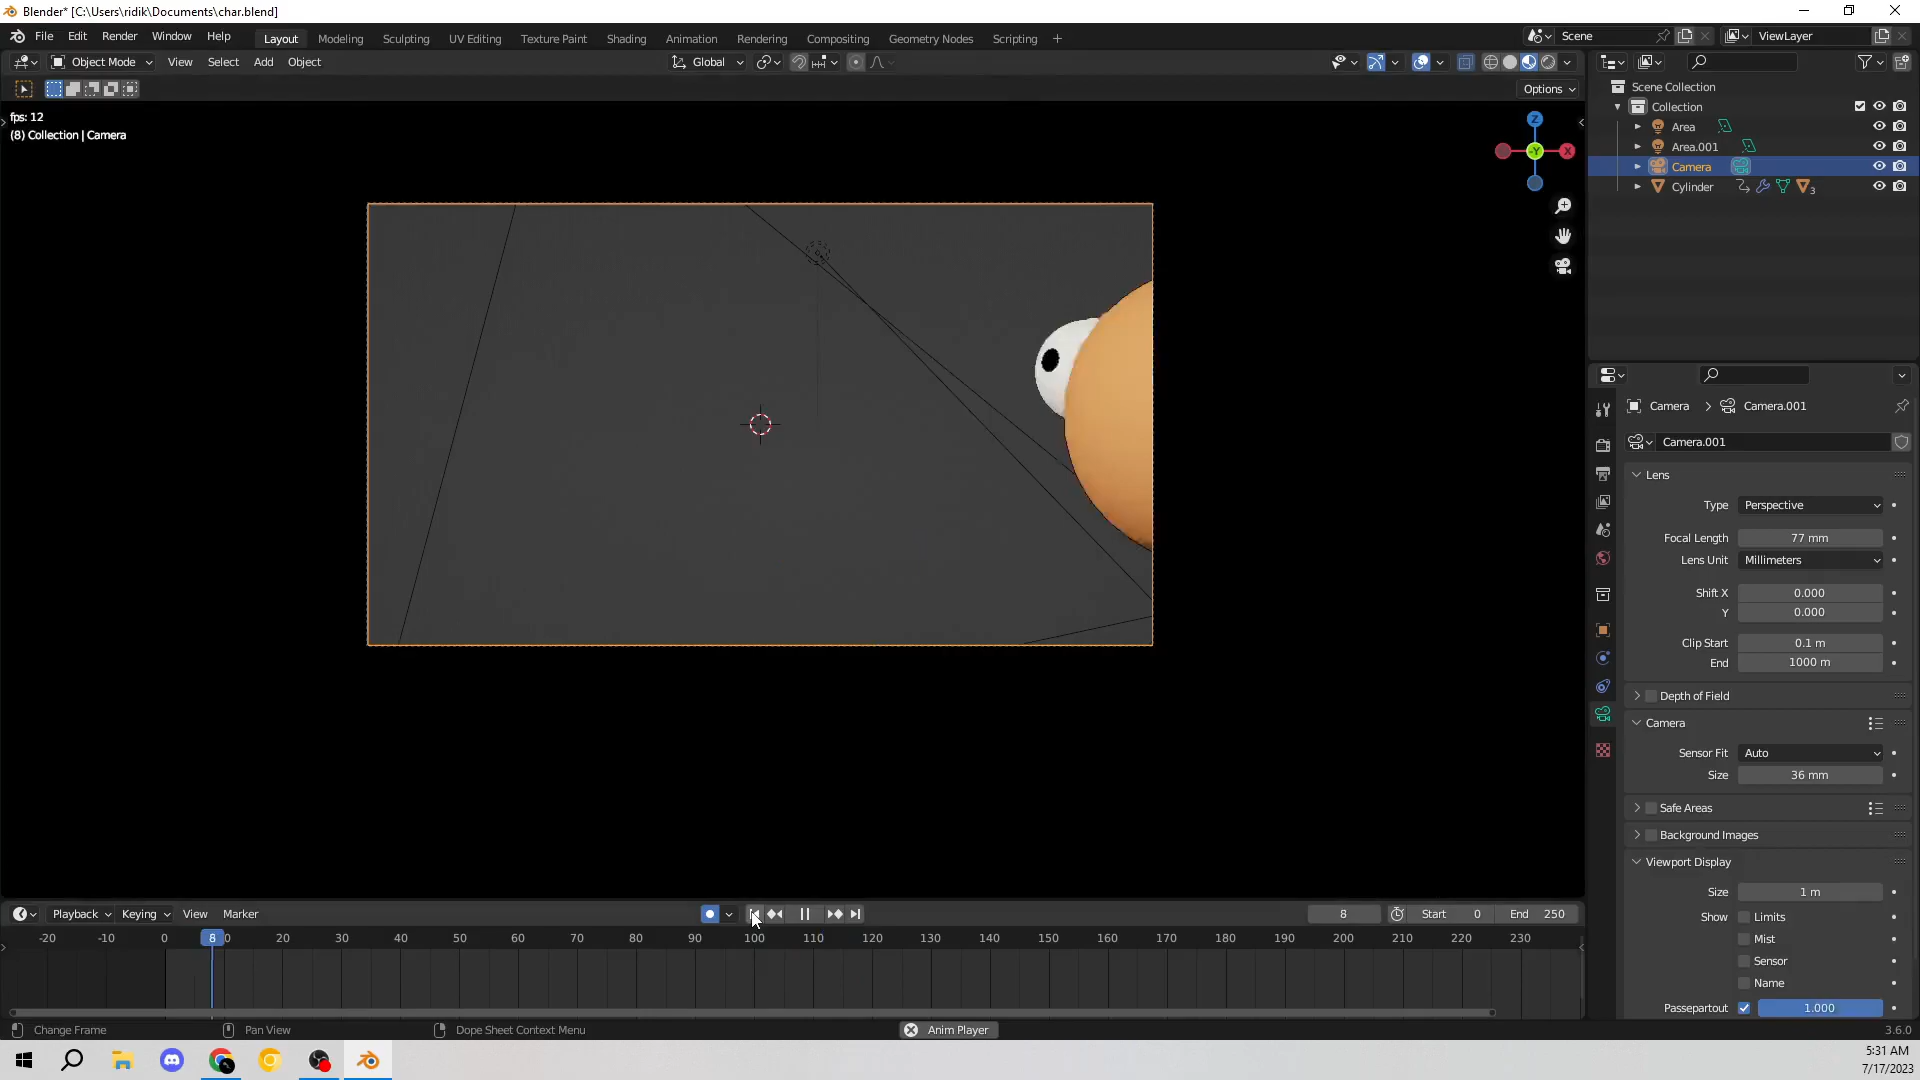 Blender* [C:\Users\ridik\Documents\char.blend]
File Edit Render Window Help Layout Modeling Sculpting UV Editing Texture Paint Shading Animation Rendering Compositing Geometry Nodes Scripting + Scene ViewLayer
Object Mode View Select Add Object Global
Options
fps: 12
(8) Collection | Camera
Z
-Y
X
Scene Collection
Collection
Area
Area.001
Camera
Cylinder 3
Camera > Camera.001
Camera.001
Lens
Type Perspective
Focal Length 77 mm
Lens Unit Millimeters
Shift X 0.000
Y 0.000
Clip Start 0.1 m
End 1000 m
Depth of Field
Camera
Sensor Fit Auto
Size 36 mm
Safe Areas
Background Images
Viewport Display
Size 1 m
Show Limits
Mist
Sensor
Name
Passepartout 1.000
Playback Keying View Marker 8 Start 0 End 250
-20 -10 0 8 0 20 30 40 50 60 70 80 90 100 110 120 130 140 150 160 170 180 190 200 210 220 230
Change Frame Pan View Dope Sheet Context Menu Anim Player 3.6.0
5:31 AM
7/17/2023